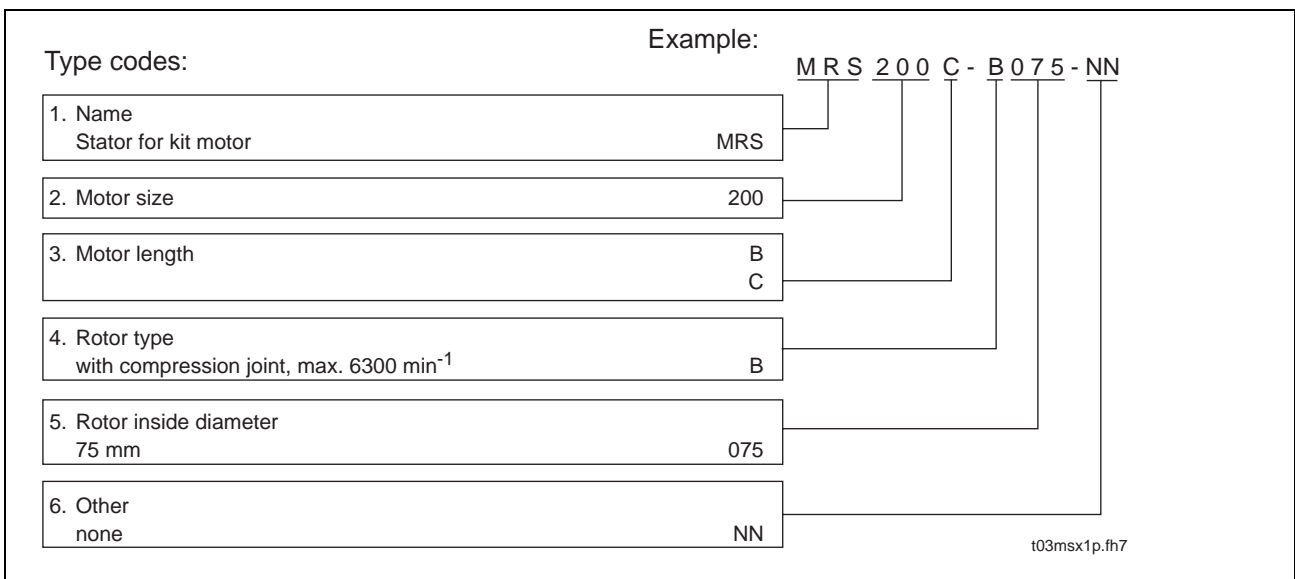 Example:
Type codes:
MRS 200 C - B 075 - NN
1. Name
Stator for kit motor MRS
2. Motor size 200
3. Motor length B
C
4. Rotor type
with compression joint, max. 6300 min-1 B
5. Rotor inside diameter
75 mm 075
6. Other
none NN
t03msx1p.fh7